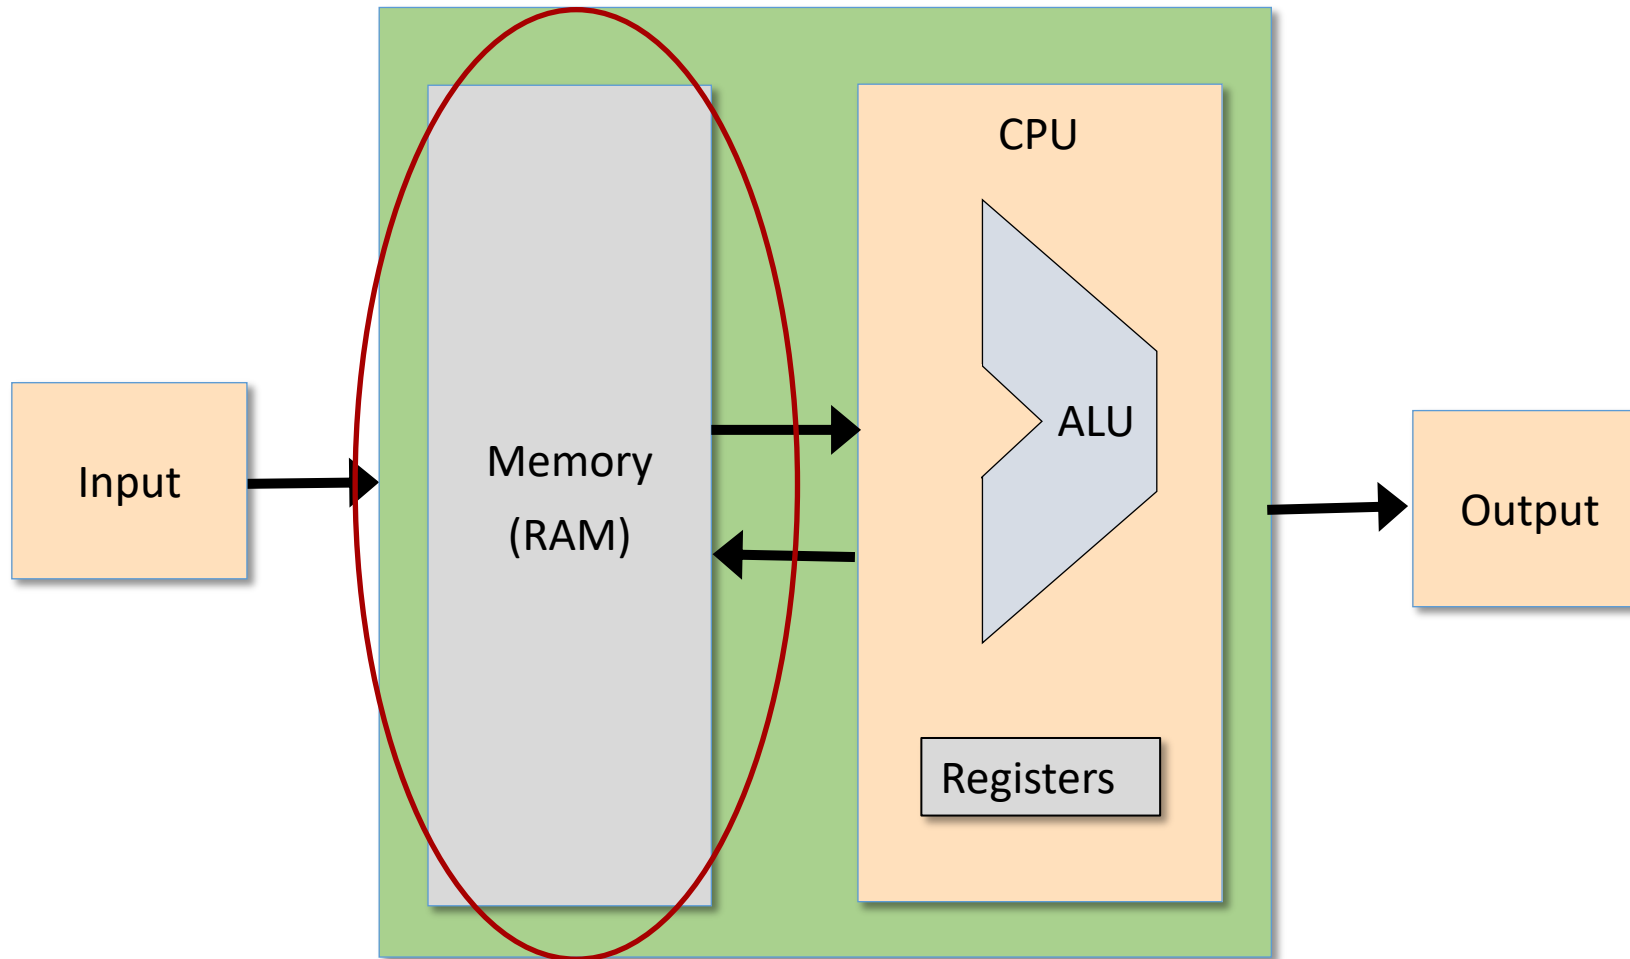 Input
Memory
(RAM)
CPU
ALU
Registers
Output